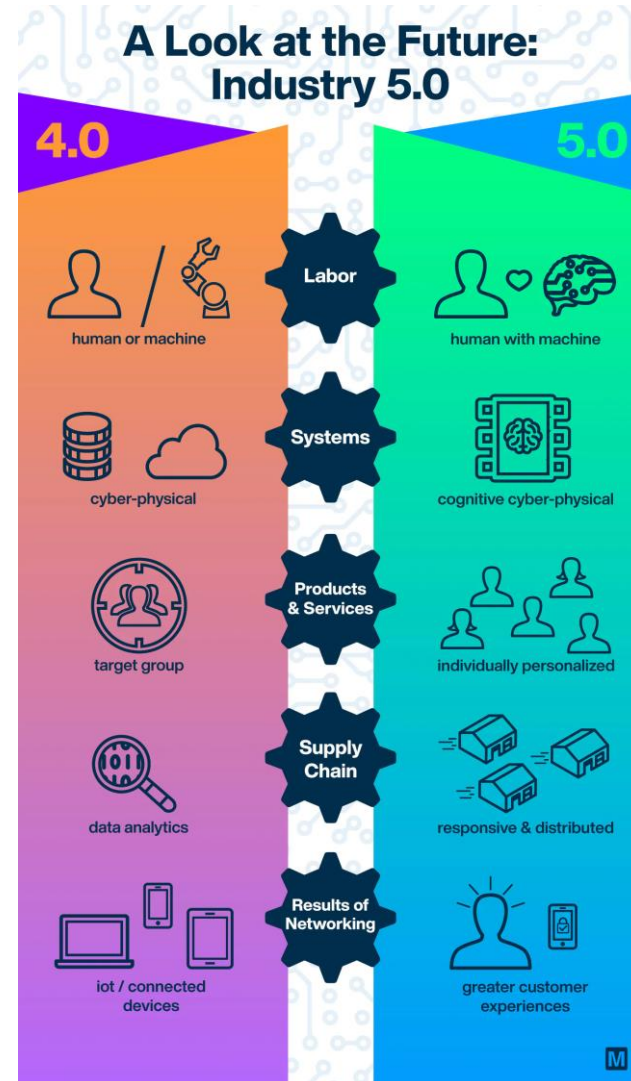 A Look at the Future:
Industry 5.0
4.0
5.0
Labor
human or machine
human with machine
Systems
cyber-physical
cognitive cyber-physical
Products
& Services
target group
individually personalized
Supply
Chain
1011
data analytics
responsive & distributed
Results of
Networking
iot / connected
devices
greater customer
experiences
M